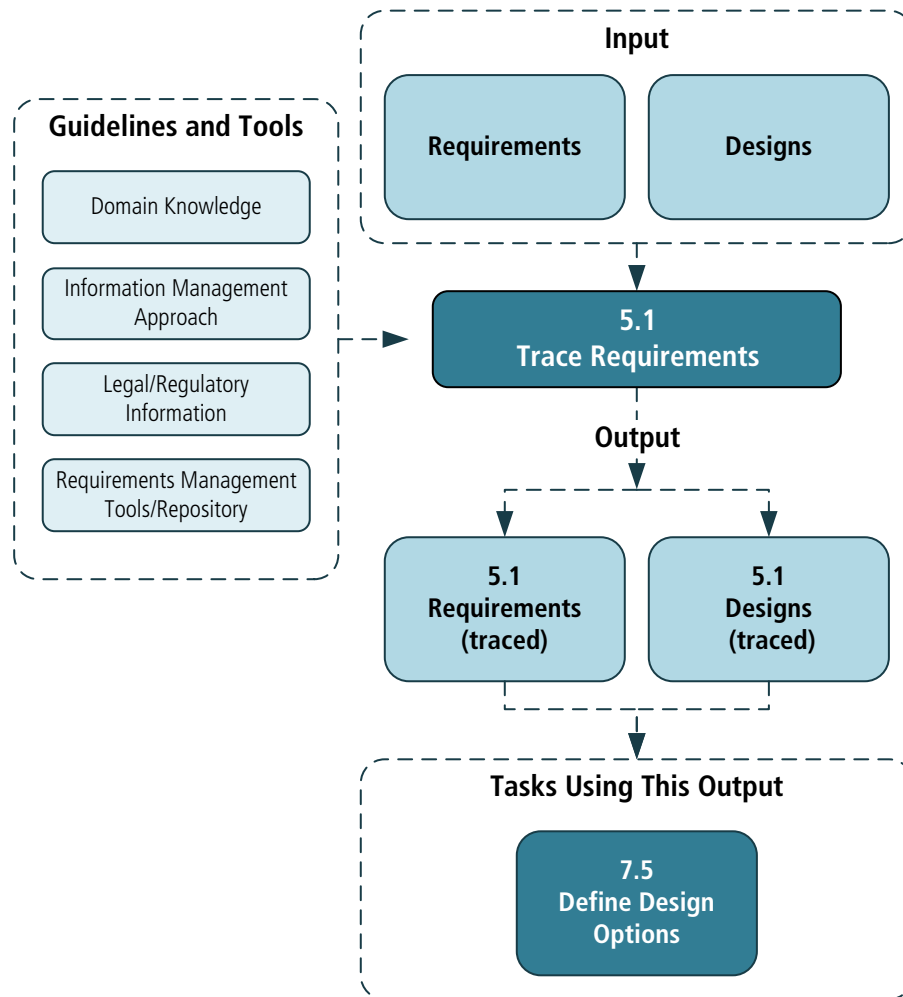 Input
Requirements
Designs
Guidelines and Tools
Domain Knowledge
Information Management
Approach
Legal/Regulatory
Information
Requirements Management
Tools/Repository
5.1
Trace Requirements
Output
5.1
Requirements
(traced)
5.1
Designs
(traced)
Tasks Using This Output
7.5
Define Design
Options